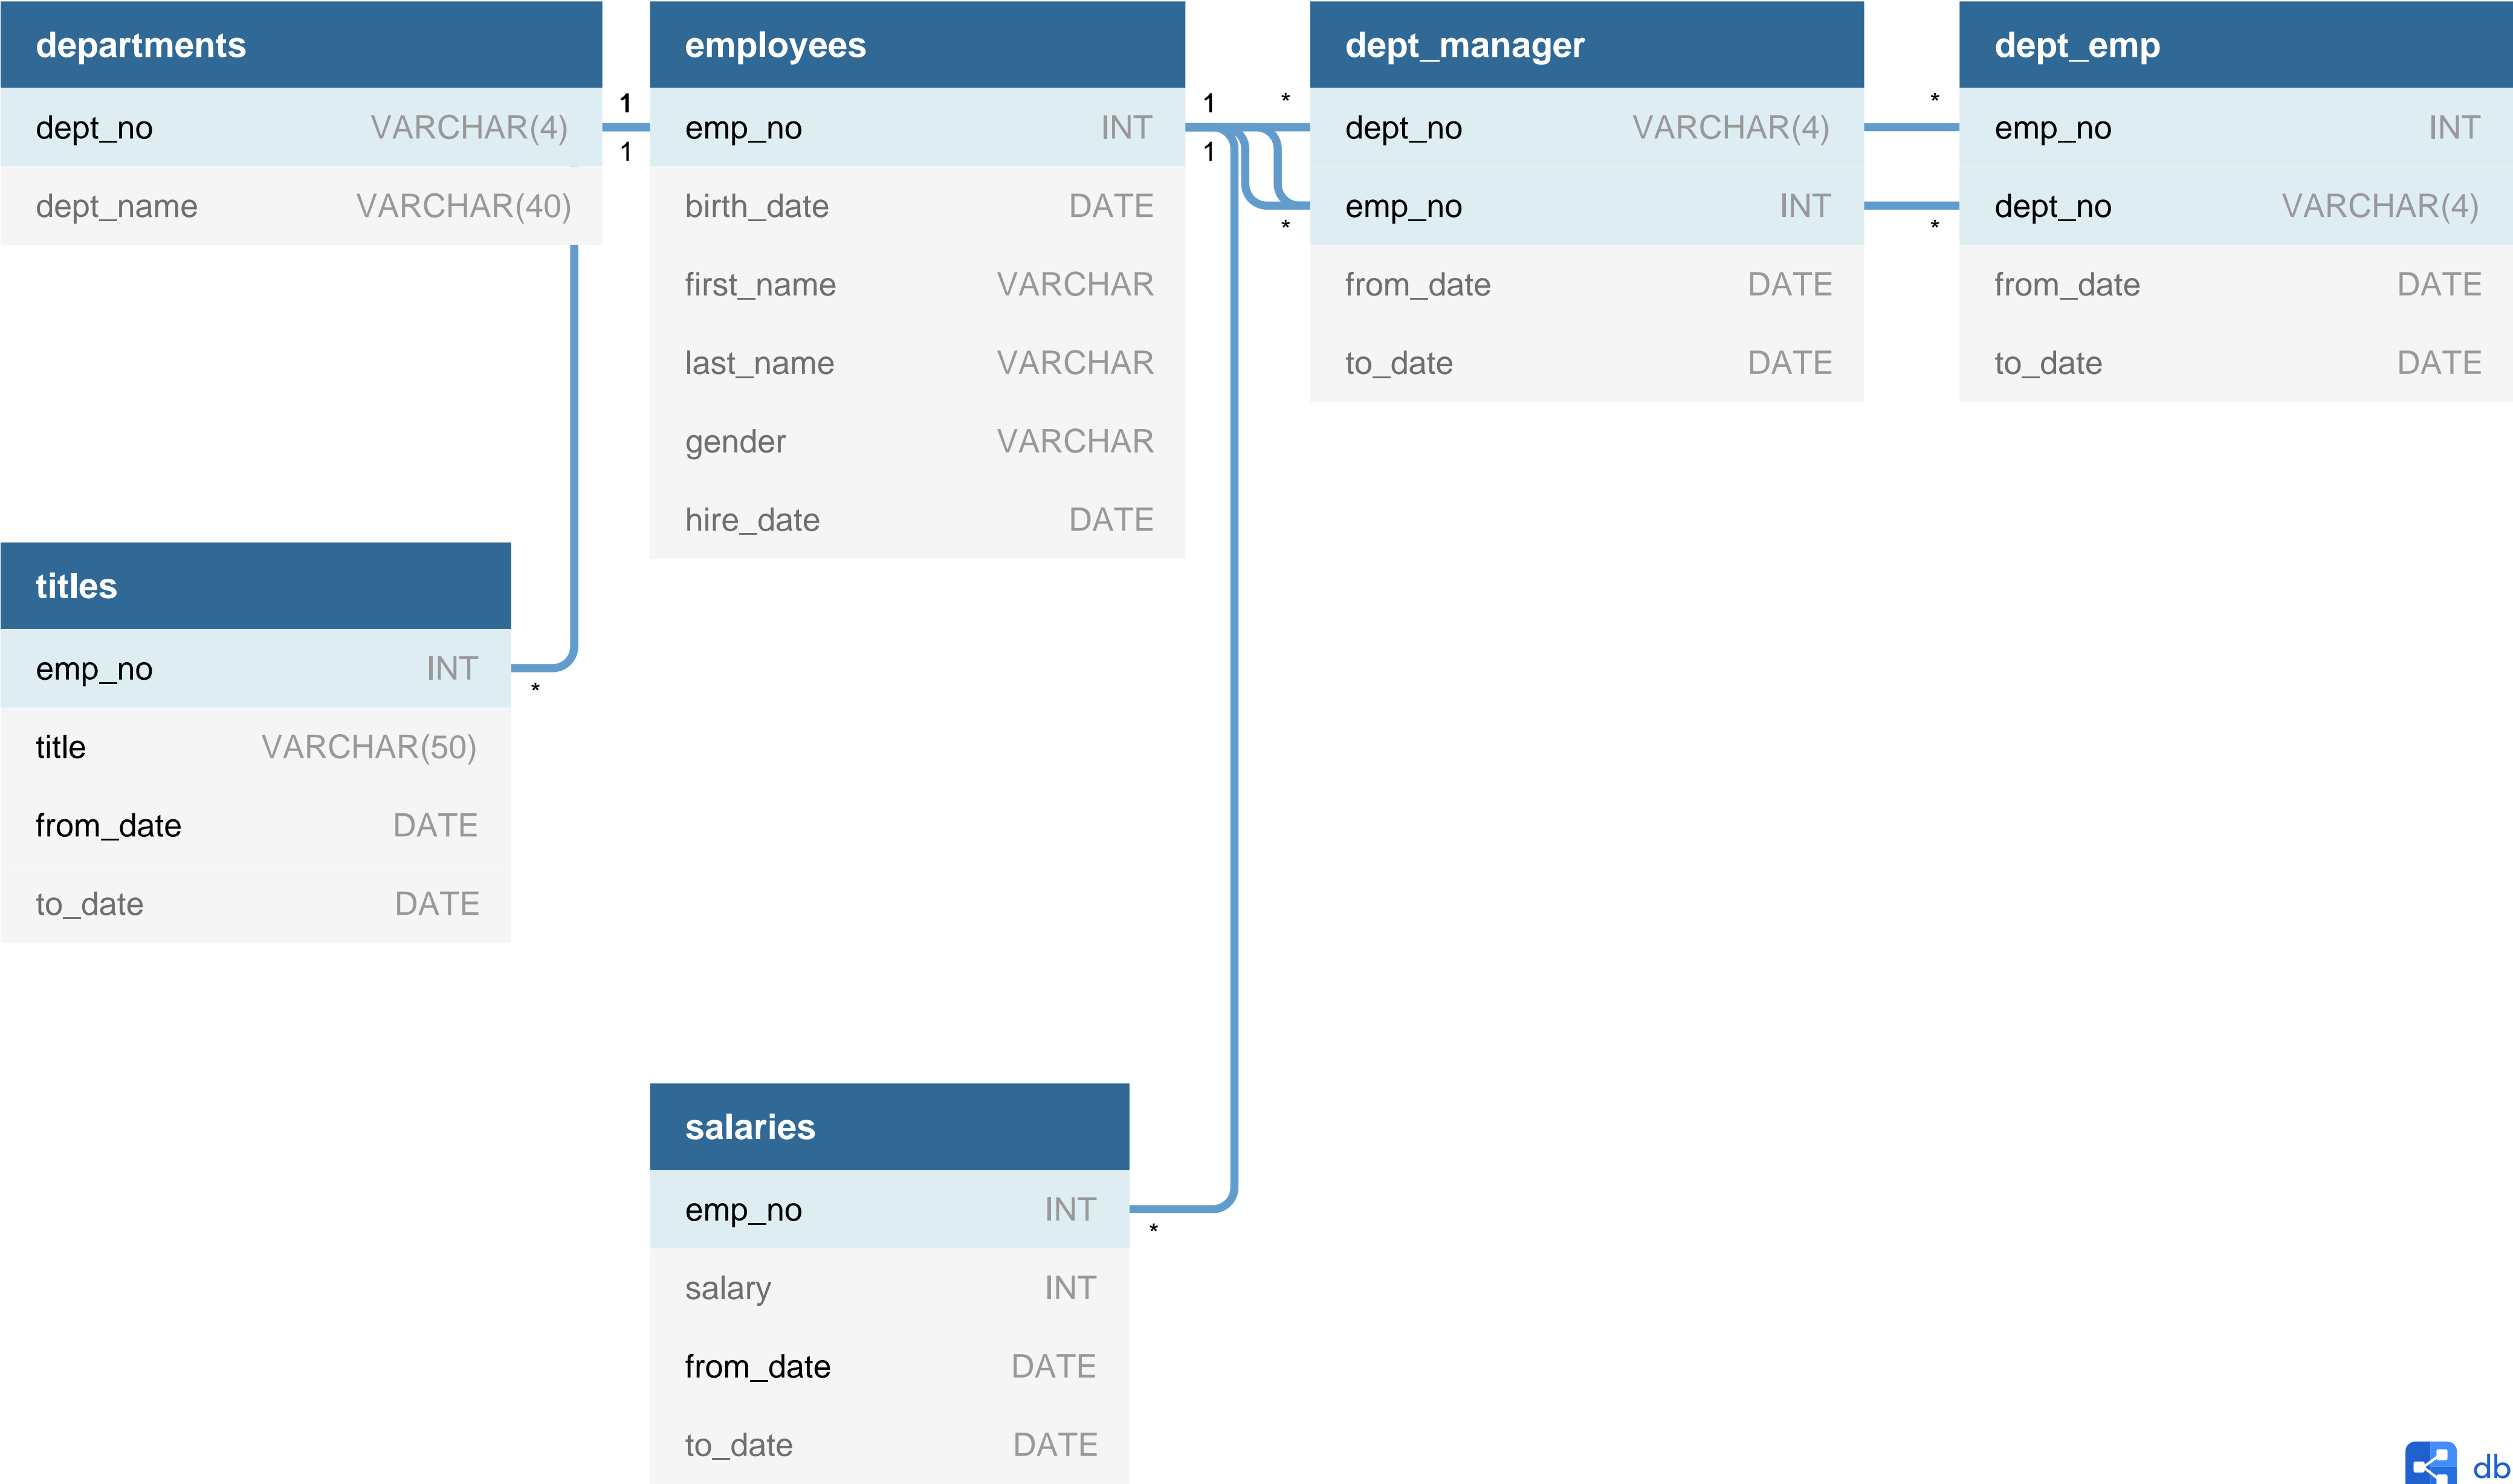 departments
dept_no VARCHAR(4)
dept_name VARCHAR(40)
1
1
employees
emp_no INT
birth_date DATE
first_name VARCHAR
last_name VARCHAR
gender VARCHAR
hire_date DATE
1 *
1
*
dept_manager
dept_no VARCHAR(4)
emp_no INT
from_date DATE
to_date DATE
*
*
dept_emp
emp_no INT
dept_no VARCHAR(4)
from_date DATE
to_date DATE
titles
emp_no INT
*
title VARCHAR(50)
from_date DATE
to_date DATE
salaries
emp_no INT
*
salary INT
from_date DATE
to_date DATE
db